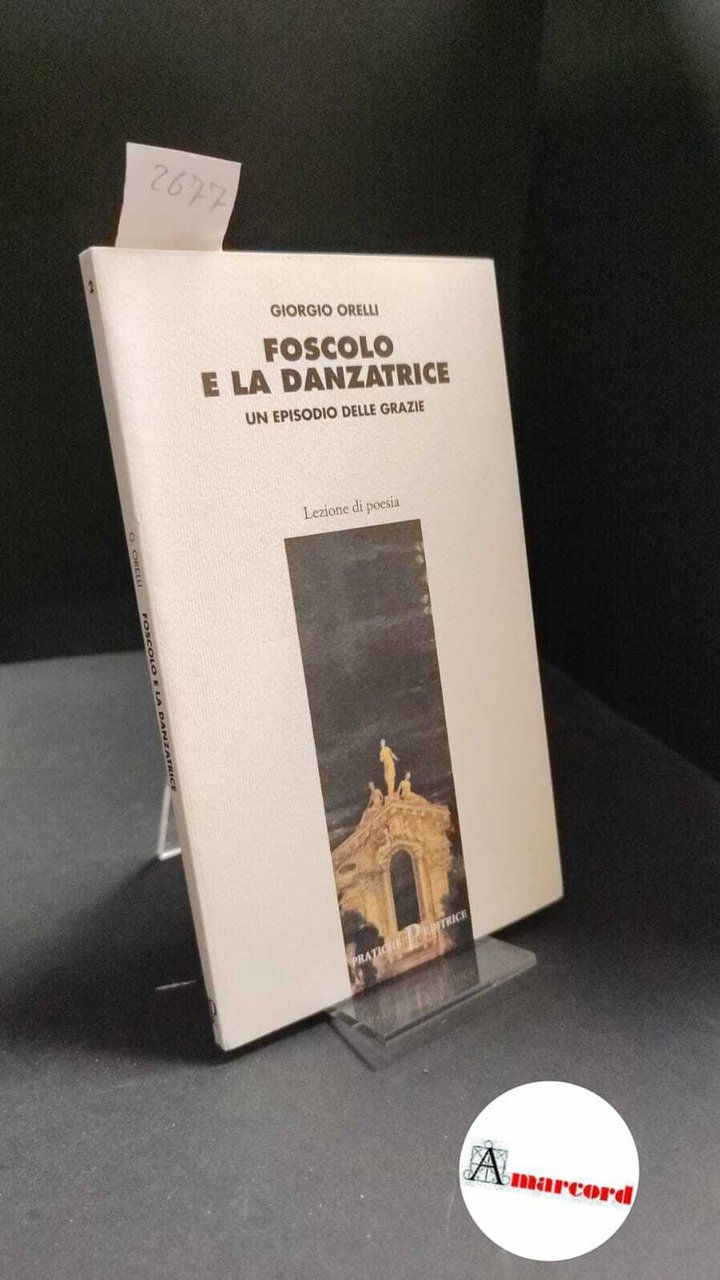 2677
GIORGIO ORELLI
FOSCOLO
E LA DANZATRICE
UN EPISODIO DELLE GRAZIE
Lezione di poesia
PRATICHE P EDITRICE
2
O. ORELLI FOSCOLO E LA DANZATRICE
Amarcord